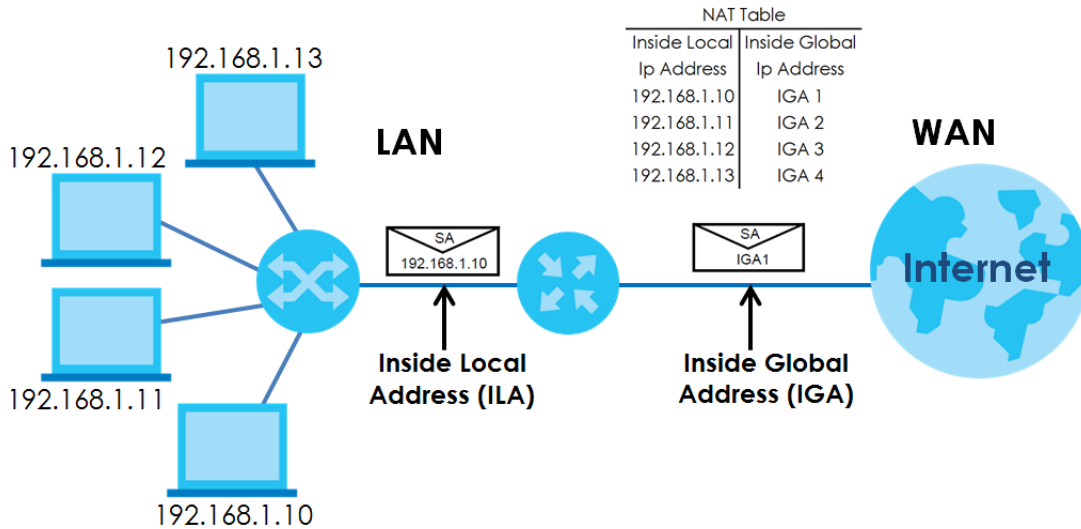 192.168.1.13
192.168.1.12
192.168.1.11
192.168.1.10
LAN
SA
192.168.1.10
Inside Local
Address (ILA)
NAT Table
Inside Local Inside Global
Ip Address Ip Address
192.168.1.10 IGA 1
192.168.1.11 IGA 2
192.168.1.12 IGA 3
192.168.1.13 IGA 4
SA
IGA1
Inside Global
Address (IGA)
WAN
Internet